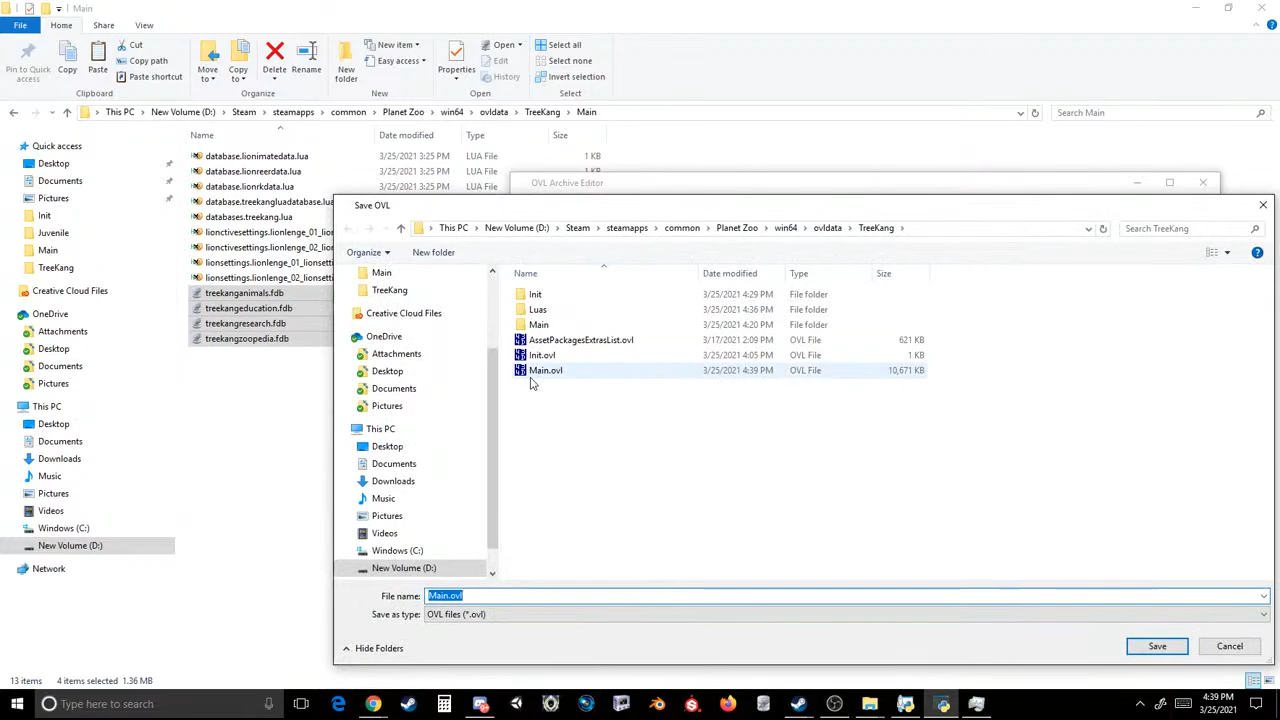 Main
File Home Share View
Pin to Quick access
Copy
Paste
Cut
Copy path
Paste shortcut
Clipboard
Move to
Copy to
Delete
Rename
Organize
New folder
New item
Easy access
New
Properties
Open
Edit
History
Open
Select all
Select none
Invert selection
Select
This PC > New Volume (D:) > Steam > steamapps > common > Planet Zoo > win64 > ovldata > TreeKang > Main
Search Main
Quick access
Desktop
Documents
Pictures
Init
Juvenile
Main
TreeKang
Creative Cloud Files
OneDrive
Attachments
Desktop
Documents
Pictures
This PC
Desktop
Documents
Downloads
Music
Pictures
Videos
Windows (C:)
New Volume (D:)
Network
Name Date modified Type Size
database.lionimatedata.lua 3/25/2021 3:25 PM LUA File 1 KB
database.lionreerdata.lua 3/25/2021 3:25 PM LUA File 1 KB
database.lionrkdata.lua 3/25/2021 3:25 PM LUA File
database.treekangluadatabase.lua
databases.treekang.lua
lionctivesettings.lionlenge_01
lionctivesettings.lionlenge_02
lionsettings.lionlenge_01_lionsetti
lionsettings.lionlenge_02_lionsetti
treekanganimals.fdb
treekangeducation.fdb
treekangresearch.fdb
treekangzoopedia.fdb
13 items 4 items selected 1.36 MB
OVL Archive Editor
Save OVL
This PC > New Volume (D:) > Steam > steamapps > common > Planet Zoo > win64 > ovldata > TreeKang >
Search TreeKang
Organize New folder
Main
TreeKang
Creative Cloud Files
OneDrive
Attachments
Desktop
Documents
Pictures
This PC
Desktop
Documents
Downloads
Music
Pictures
Videos
Windows (C:)
New Volume (D:)
Name Date modified Type Size
Init 3/25/2021 4:29 PM File folder
Luas 3/25/2021 4:36 PM File folder
Main 3/25/2021 4:20 PM File folder
AssetPackagesExtrasList.ovl 3/17/2021 2:09 PM OVL File 621 KB
Init.ovl 3/25/2021 4:05 PM OVL File 1 KB
Main.ovl 3/25/2021 4:39 PM OVL File 10,671 KB
File name: Main.ovl
Save as type: OVL files (*.ovl)
Hide Folders
Save
Cancel
Type here to search
4:39 PM
3/25/2021